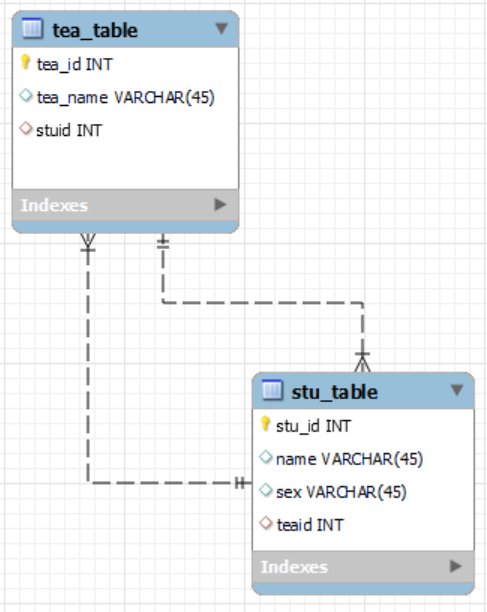 tea_table
tea_id INT
tea_name VARCHAR(45)
stuid INT
Indexes
stu_table
stu_id INT
name VARCHAR(45)
sex VARCHAR(45)
teaid INT
Indexes